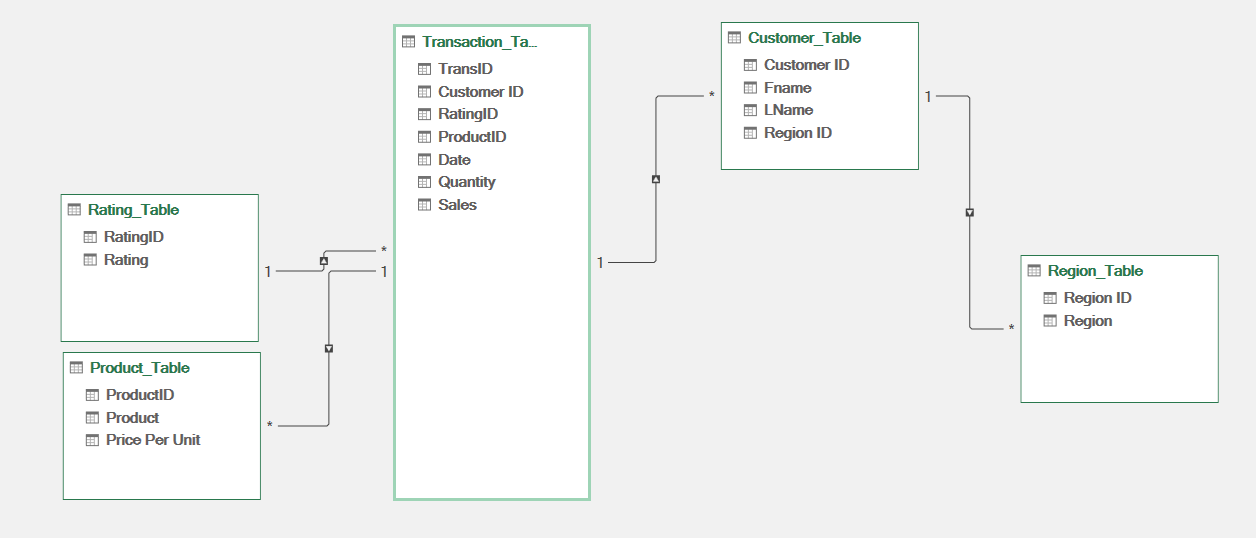 Transaction_Ta...
TransID
Customer ID
RatingID
ProductID
Date
Quantity
Sales
Customer_Table
Customer ID
Fname
LName
Region ID
*
1
Rating_Table
RatingID
Rating
1
*
1
1
Region_Table
Region ID
Region
*
Product_Table
ProductID
Product
Price Per Unit
*